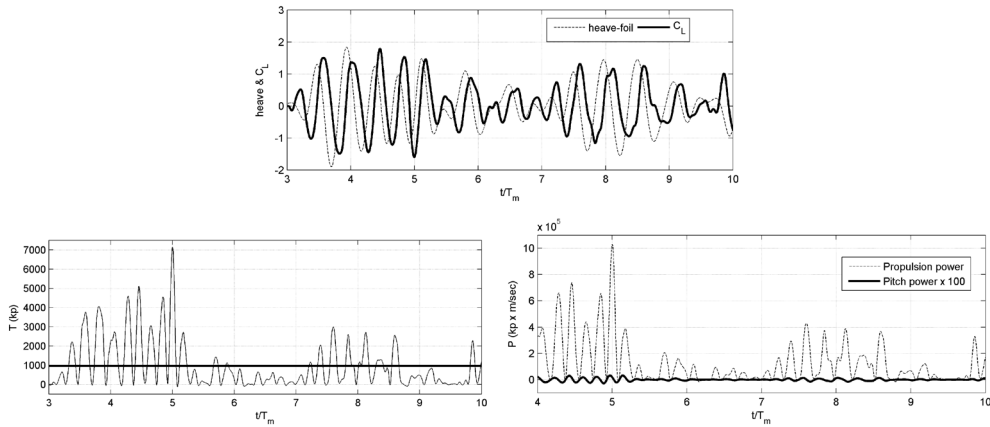 3
2
1
0
-1
-2
heave & C_L
heave-foil
C_L
3 4 5 6 7 8 9 10
t/T_m
7000
6000
5000
4000
3000
2000
1000
0
T (kp)
3 4 5 6 7 8 9 10
t/T_m
x 10^5
10
8
6
4
2
0
P (kp x m/sec)
Propulsion power
Pitch power x 100
4 5 6 7 8 9 10
t/T_m